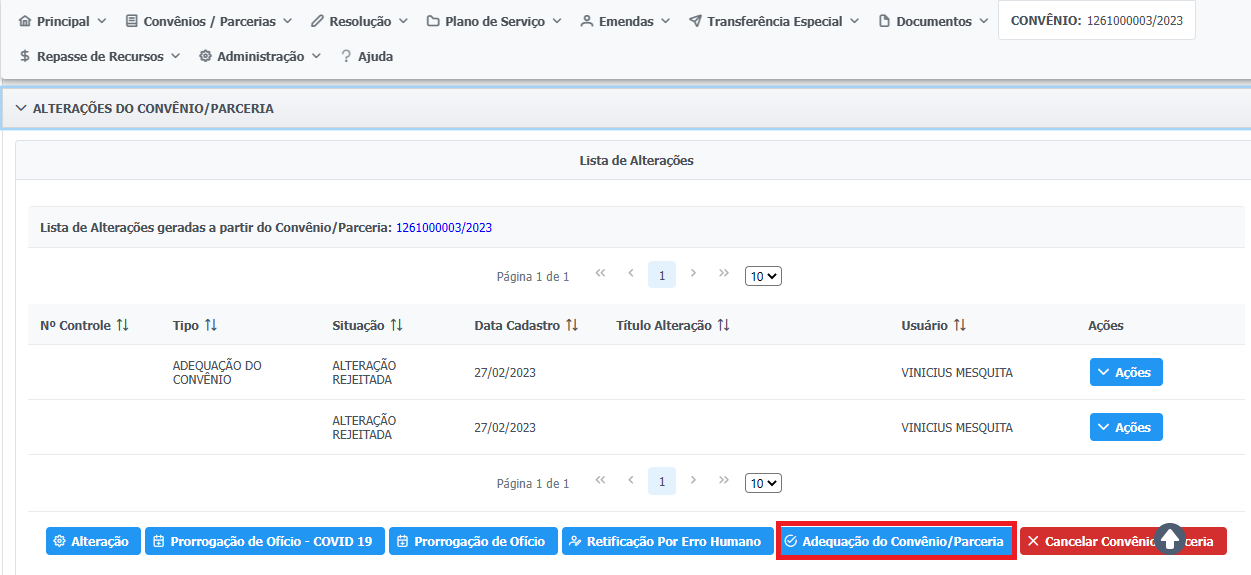 Principal Convênios / Parcerias Resolução Plano de Serviço Emendas Transferência Especial Documentos CONVÊNIO: 1261000003/2023
$ Repasse de Recursos Administração ? Ajuda
ALTERAÇÕES DO CONVÊNIO/PARCERIA
Lista de Alterações
Lista de Alterações geradas a partir do Convênio/Parceria: 1261000003/2023
Página 1 de 1 « ‹ 1 › » 10
Nº Controle Tipo Situação Data Cadastro Título Alteração Usuário Ações
ADEQUAÇÃO DO CONVÊNIO ALTERAÇÃO REJEITADA 27/02/2023 VINICIUS MESQUITA Ações
ALTERAÇÃO REJEITADA 27/02/2023 VINICIUS MESQUITA Ações
Página 1 de 1 « ‹ 1 › » 10
Alteração Prorrogação de Ofício - COVID 19 Prorrogação de Ofício Retificação Por Erro Humano Adequação do Convênio/Parceria Cancelar Convênio